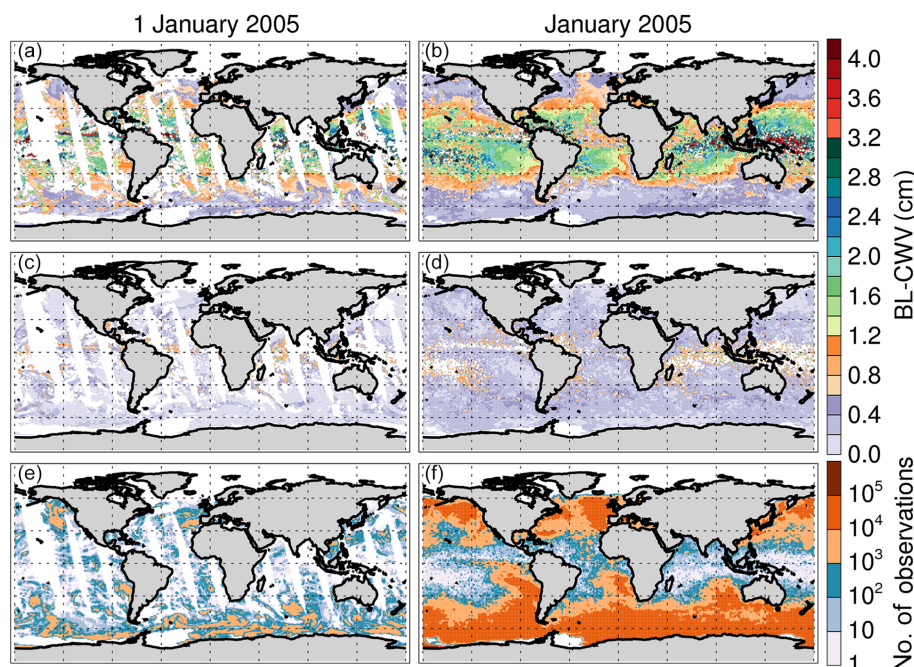 1 January 2005
January 2005
(a)
(b)
4.0
3.6
3.2
2.8
2.4
2.0
1.6
1.2
0.8
0.4
0.0
BL-CWV (cm)
(c)
(d)
(e)
(f)
10⁵
10⁴
10³
10²
10
1
No. of observations